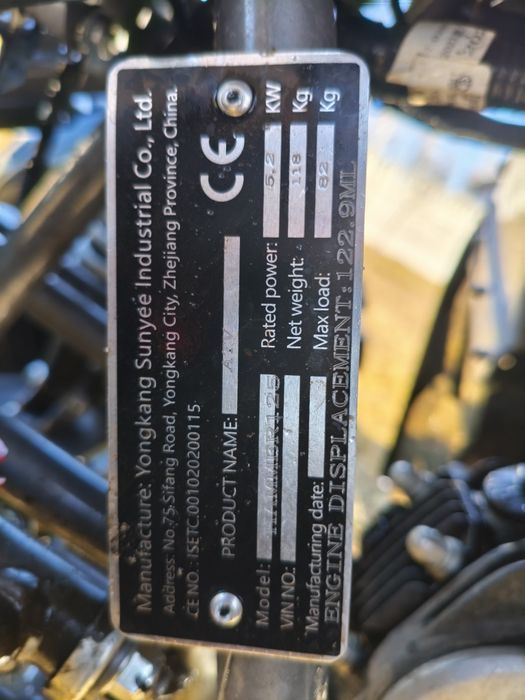 Manufacture: Yongkang Sunyee Industrial Co., Ltd.
Address: No.75 Sifang Road, Yongkang City, Zhejiang Province, China.
CE NO.: ISETC.001020200115
CE
PRODUCT NAME: ATV
Model: HAMMER125 Rated power: 5.2 KW
VIN NO: Net weight: 118 Kg
Manufacturing date: Max load: 82 Kg
ENGINE DISPLACEMENT:122.9ML